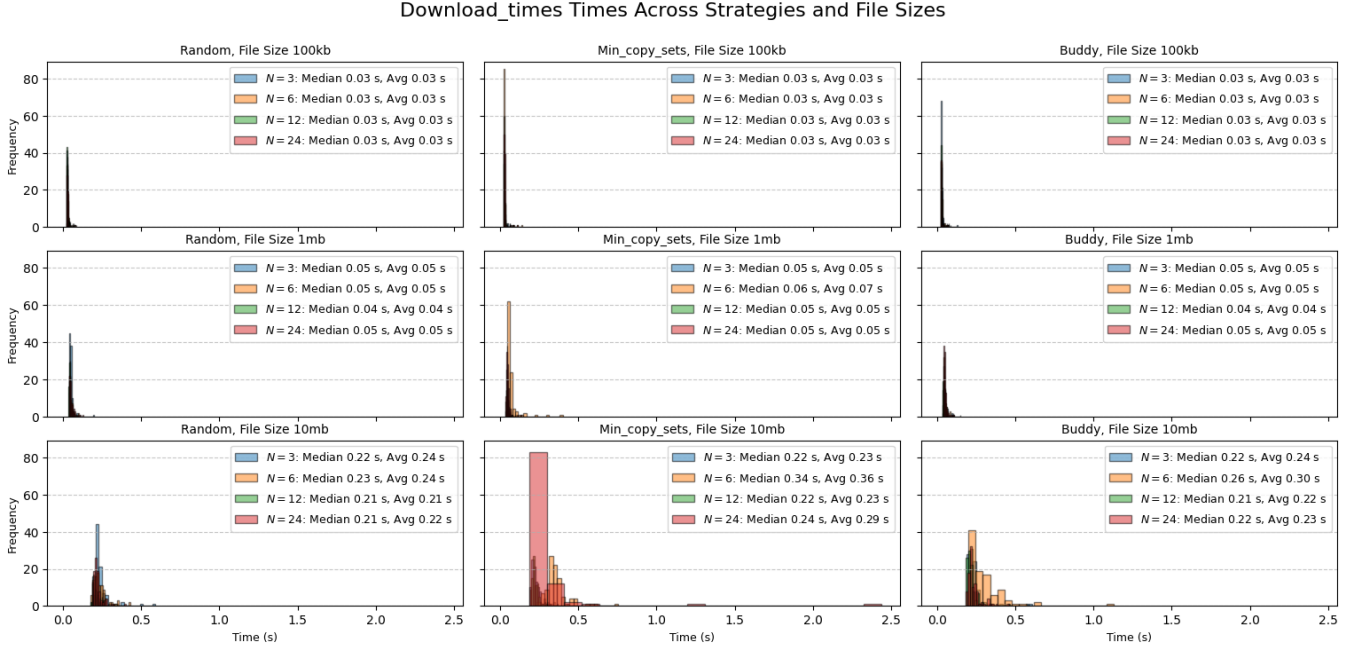 Download_times Times Across Strategies and File Sizes
Random, File Size 100kb
80
60
40
20
0
Frequency
N = 3: Median 0.03 s, Avg 0.03 s
N = 6: Median 0.03 s, Avg 0.03 s
N = 12: Median 0.03 s, Avg 0.03 s
N = 24: Median 0.03 s, Avg 0.03 s
Min_copy_sets, File Size 100kb
N = 3: Median 0.03 s, Avg 0.03 s
N = 6: Median 0.03 s, Avg 0.03 s
N = 12: Median 0.03 s, Avg 0.03 s
N = 24: Median 0.03 s, Avg 0.03 s
Buddy, File Size 100kb
N = 3: Median 0.03 s, Avg 0.03 s
N = 6: Median 0.03 s, Avg 0.03 s
N = 12: Median 0.03 s, Avg 0.03 s
N = 24: Median 0.03 s, Avg 0.03 s
Random, File Size 1mb
80
60
40
20
0
Frequency
N = 3: Median 0.05 s, Avg 0.05 s
N = 6: Median 0.05 s, Avg 0.05 s
N = 12: Median 0.04 s, Avg 0.04 s
N = 24: Median 0.05 s, Avg 0.05 s
Min_copy_sets, File Size 1mb
N = 3: Median 0.05 s, Avg 0.05 s
N = 6: Median 0.06 s, Avg 0.07 s
N = 12: Median 0.05 s, Avg 0.05 s
N = 24: Median 0.05 s, Avg 0.05 s
Buddy, File Size 1mb
N = 3: Median 0.05 s, Avg 0.05 s
N = 6: Median 0.05 s, Avg 0.05 s
N = 12: Median 0.04 s, Avg 0.04 s
N = 24: Median 0.05 s, Avg 0.05 s
Random, File Size 10mb
80
60
40
20
0
Frequency
N = 3: Median 0.22 s, Avg 0.24 s
N = 6: Median 0.23 s, Avg 0.24 s
N = 12: Median 0.21 s, Avg 0.21 s
N = 24: Median 0.21 s, Avg 0.22 s
0.0 0.5 1.0 1.5 2.0 2.5
Time (s)
Min_copy_sets, File Size 10mb
N = 3: Median 0.22 s, Avg 0.23 s
N = 6: Median 0.34 s, Avg 0.36 s
N = 12: Median 0.22 s, Avg 0.23 s
N = 24: Median 0.24 s, Avg 0.29 s
0.0 0.5 1.0 1.5 2.0 2.5
Time (s)
Buddy, File Size 10mb
N = 3: Median 0.22 s, Avg 0.24 s
N = 6: Median 0.26 s, Avg 0.30 s
N = 12: Median 0.21 s, Avg 0.22 s
N = 24: Median 0.22 s, Avg 0.23 s
0.0 0.5 1.0 1.5 2.0 2.5
Time (s)